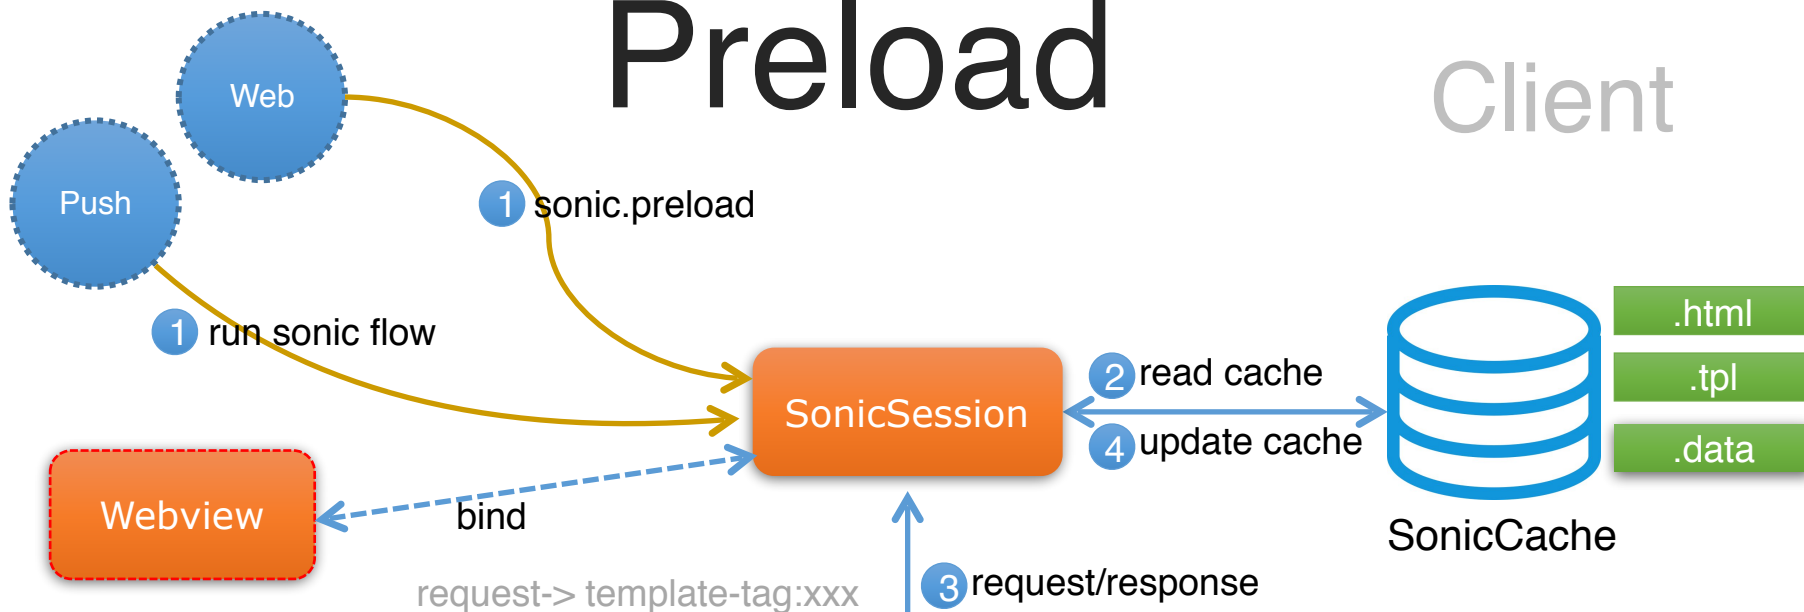 Preload
Client
Web
Push
1 sonic.preload
1 run sonic flow
.html
.tpl
.data
2 read cache
SonicSession
4 update cache
Webview
bind
SonicCache
request-> template-tag:xxx
3 request/response